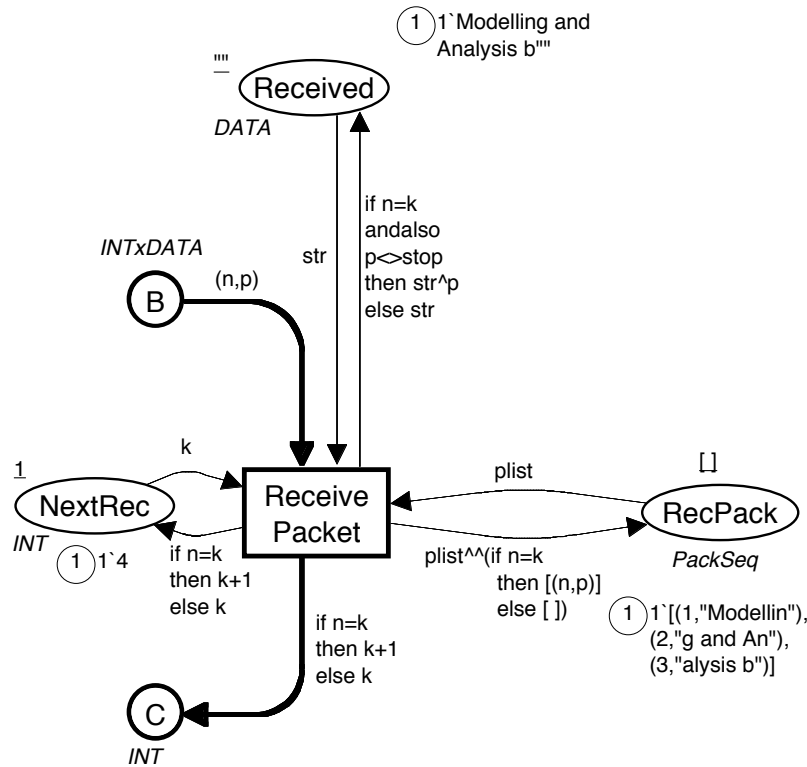 1 1`Modelling and
Analysis b""
""
Received
DATA
if n=k
andalso
p<>stop
then str^p
else str
str
INTxDATA
(n,p)
B
k
1
NextRec
INT
1 1`4
if n=k
then k+1
else k
Receive
Packet
plist
[ ]
RecPack
PackSeq
plist^^(if n=k
then [(n,p)]
else [ ])
1 1`[(1,"Modellin"),
(2,"g and An"),
(3,"alysis b")]
if n=k
then k+1
else k
C
INT